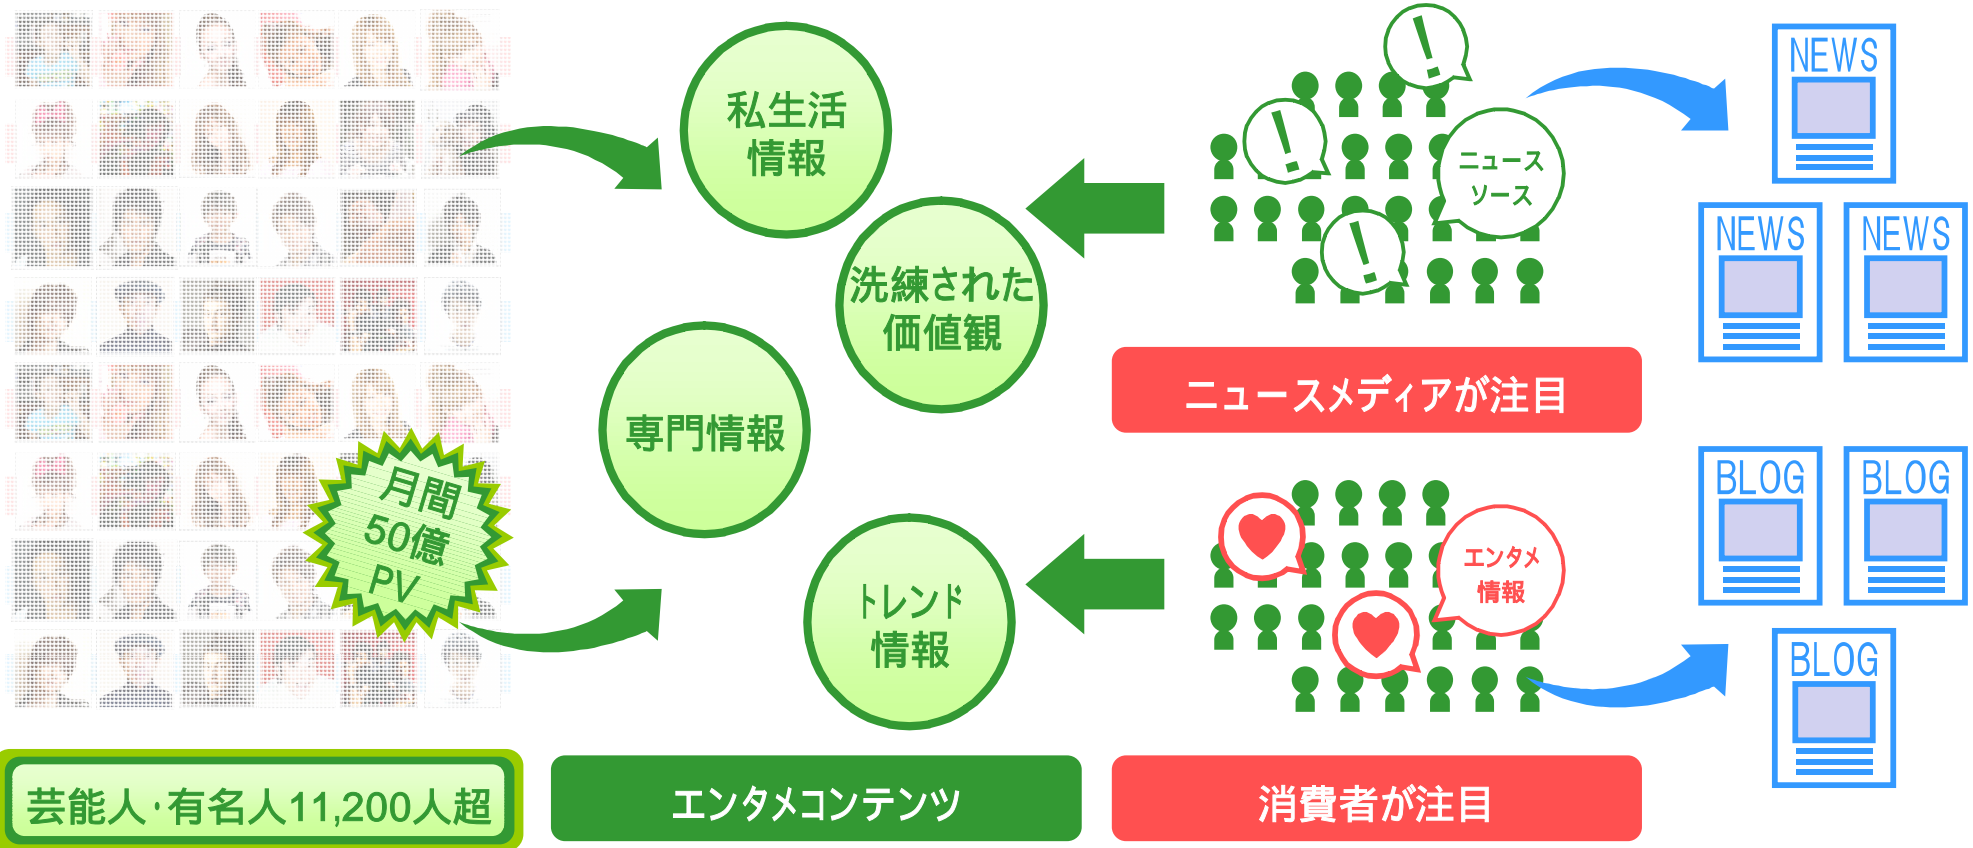 月間
50億
PV
芸能人・有名人11,200人超
私生活
情報
洗練された
価値観
専門情報
トレンド
情報
エンタメコンテンツ
!
!
!
ニュース
ソース
ニュースメディアが注目
エンタメ
情報
消費者が注目
NEWS
NEWS
NEWS
BLOG
BLOG
BLOG